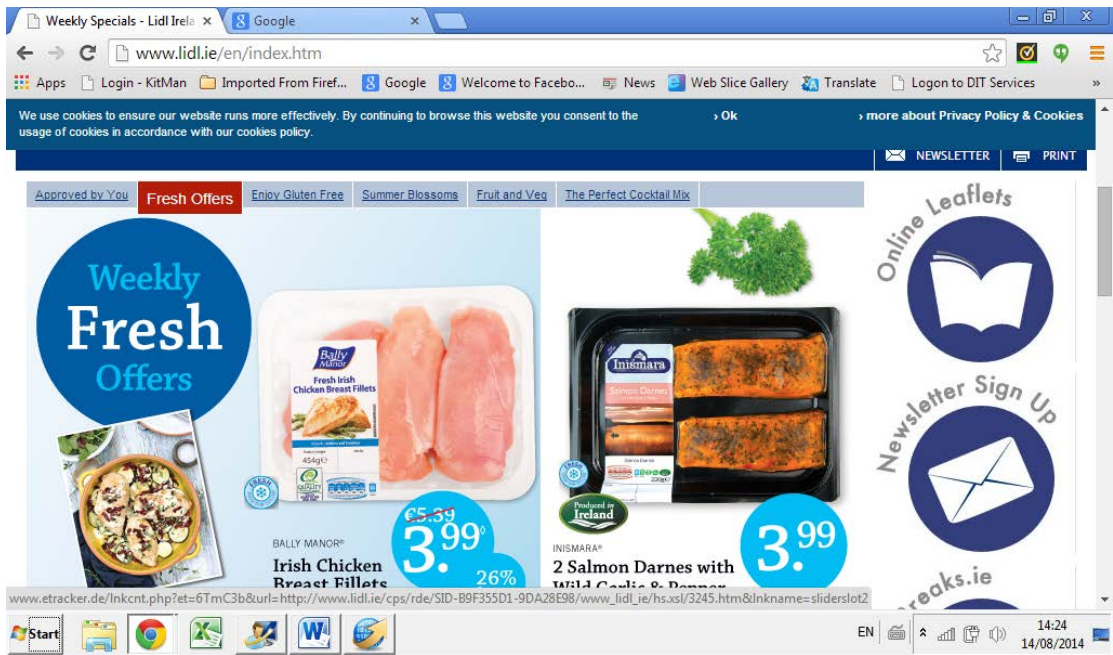 Weekly Specials - Lidl Irela
Google
www.lidl.ie/en/index.htm
Apps Login - KitMan Imported From Firef... Google Welcome to Facebo... News Web Slice Gallery Translate Logon to DIT Services »
We use cookies to ensure our website runs more effectively. By continuing to browse this website you consent to the
usage of cookies in accordance with our cookies policy.
› Ok
› more about Privacy Policy & Cookies
NEWSLETTER PRINT
Approved by You Fresh Offers Enjoy Gluten Free Summer Blossoms Fruit and Veg The Perfect Cocktail Mix
Weekly
Fresh
Offers
Bally
Manor
Fresh Irish
Chicken Breast Fillets
454g
FRESH
QUALITY
€5.39
3.99◊
26%
BALLY MANOR®
Irish Chicken
Breast Fillets
Inismara
Salmon Darnes
Salmon Darnes
220g
FRESH
Produced in
Ireland
3.99
INISMARA®
2 Salmon Darnes with
Wild Garlic & Pepper
Online Leaflets
Newsletter Sign Up
reaks.ie
www.etracker.de/lnkcnt.php?et=6TmC3b&url=http://www.lidl.ie/cps/rde/SID-B9F355D1-9DA28E98/www_lidl_ie/hs.xsl/3245.htm&lnkname=sliderslot2
Start
EN
14:24
14/08/2014